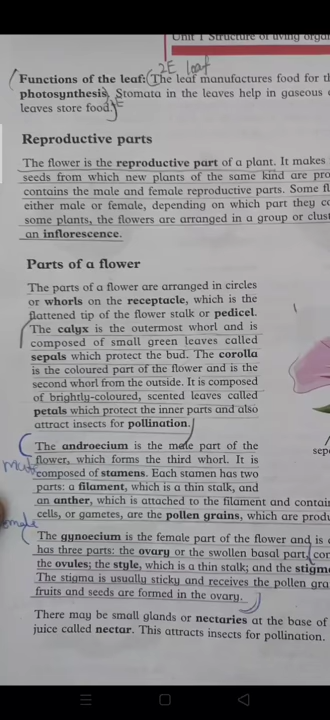 Unit 1 Structure of living orga
2E leaf
Functions of the leaf: The leaf manufactures food for th
photosynthesis. Stomata in the leaves help in gaseous e
leaves store food.
Reproductive parts
The flower is the reproductive part of a plant. It makes
seeds from which new plants of the same kind are pro
contains the male and female reproductive parts. Some fl
either male or female, depending on which part they co
some plants, the flowers are arranged in a group or clust
an inflorescence.
Parts of a flower
The parts of a flower are arranged in circles
or whorls on the receptacle, which is the
flattened tip of the flower stalk or pedicel.
The calyx is the outermost whorl and is
composed of small green leaves called
sepals which protect the bud. The corolla
is the coloured part of the flower and is the
second whorl from the outside. It is composed
of brightly-coloured, scented leaves called
petals which protect the inner parts and also
attract insects for pollination.
sepa
The androecium is the male part of the
flower, which forms the third whorl. It is
composed of stamens. Each stamen has two
parts: a filament, which is a thin stalk, and
an anther, which is attached to the filament and contain
cells, or gametes, are the pollen grains, which are produ
The gynoecium is the female part of the flower and is c
has three parts: the ovary or the swollen basal part, con
the ovules; the style, which is a thin stalk; and the stigm
The stigma is usually sticky and receives the pollen gra
fruits and seeds are formed in the ovary.
There may be small glands or nectaries at the base of
juice called nectar. This attracts insects for pollination.